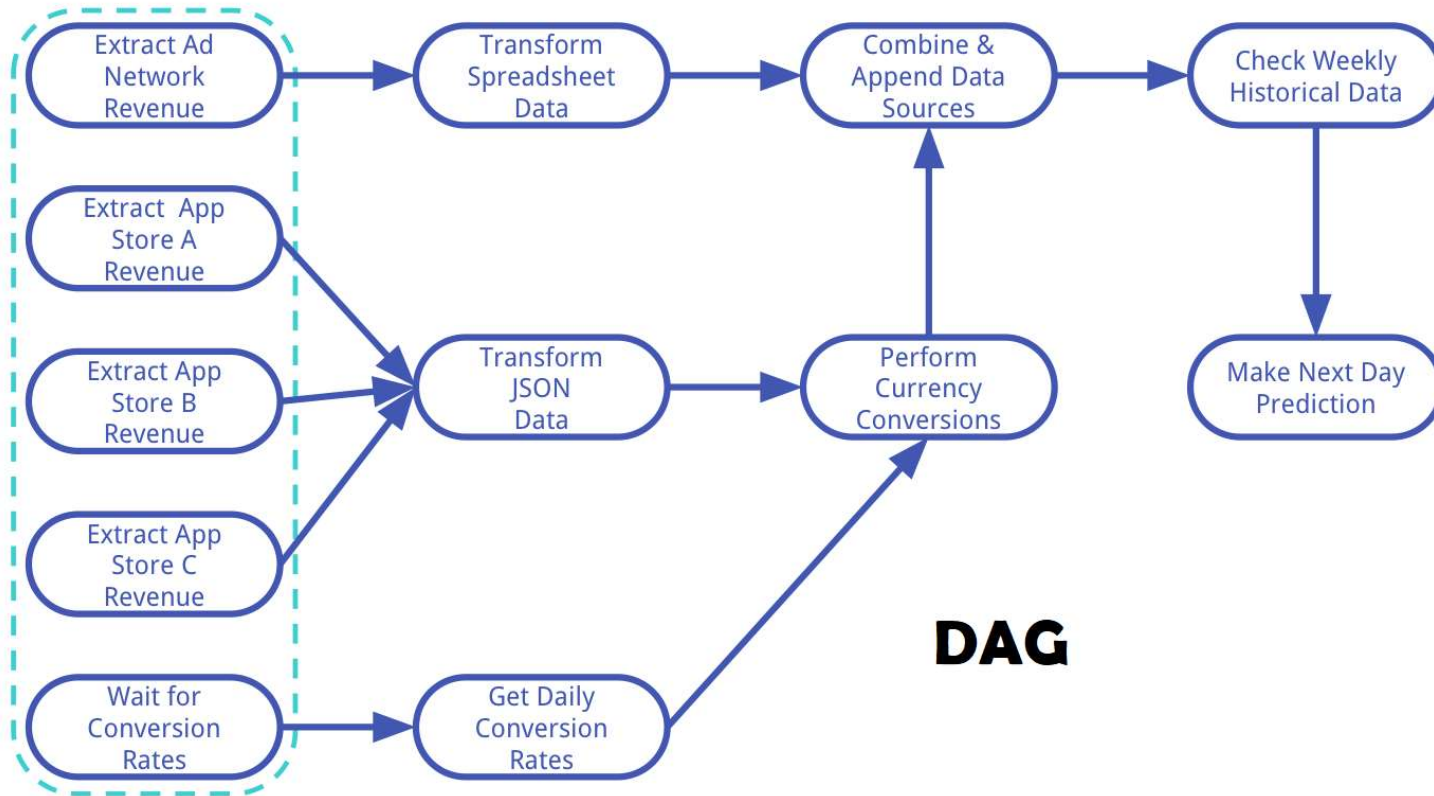 Extract Ad
Network
Revenue
Transform
Spreadsheet
Data
Combine &
Append Data
Sources
Check Weekly
Historical Data
Extract App
Store A
Revenue
Extract App
Store B
Revenue
Transform
JSON
Data
Perform
Currency
Conversions
Make Next Day
Prediction
Extract App
Store C
Revenue
DAG
Wait for
Conversion
Rates
Get Daily
Conversion
Rates